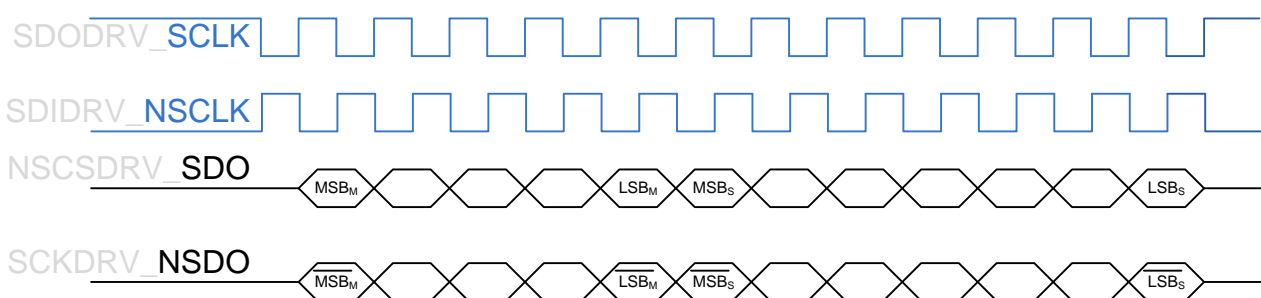 SDODRV_SCLK
SDIDRV_NSCLK
NSCSDRV_SDO
MSBM LSBM MSBS LSBS
SCKDRV_NSDO
MSBM LSBM MSBS LSBS